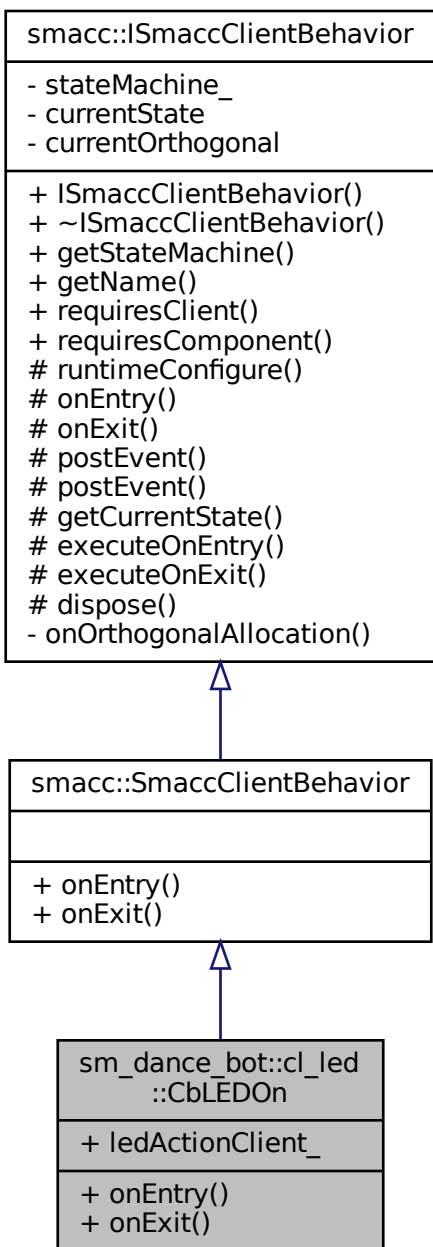 smacc::ISmaccClientBehavior
- stateMachine_
- currentState
- currentOrthogonal
+ ISmaccClientBehavior()
+ ~ISmaccClientBehavior()
+ getStateMachine()
+ getName()
+ requiresClient()
+ requiresComponent()
# runtimeConfigure()
# onEntry()
# onExit()
# postEvent()
# postEvent()
# getCurrentState()
# executeOnEntry()
# executeOnExit()
# dispose()
- onOrthogonalAllocation()
smacc::SmaccClientBehavior
+ onEntry()
+ onExit()
sm_dance_bot::cl_led
::CbLEDOn
+ ledActionClient_
+ onEntry()
+ onExit()